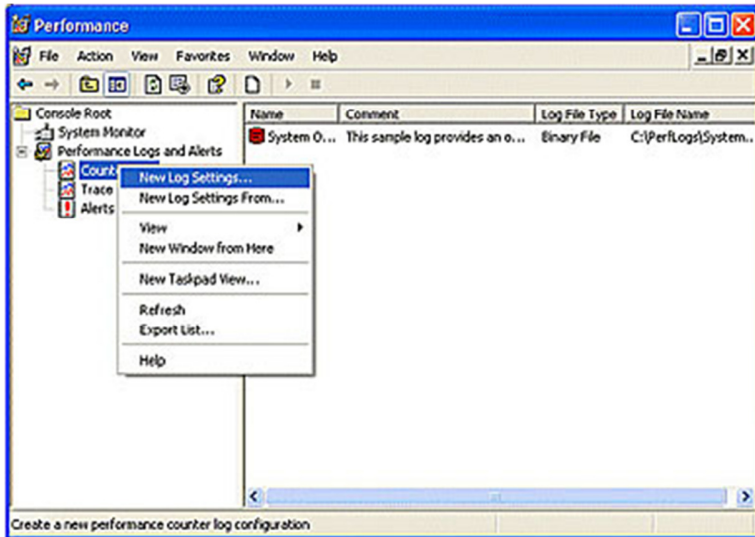 Performance
File Action View Favorites Window Help
Console Root
System Monitor
Performance Logs and Alerts
Count
Trace
Alerts
Name Comment Log File Type Log File Name
System O... This sample log provides an o... Binary File C:\PerfLogs\System...
New Log Settings...
New Log Settings From...
View
New Window from Here
New Taskpad View...
Refresh
Export List...
Help
Create a new performance counter log configuration